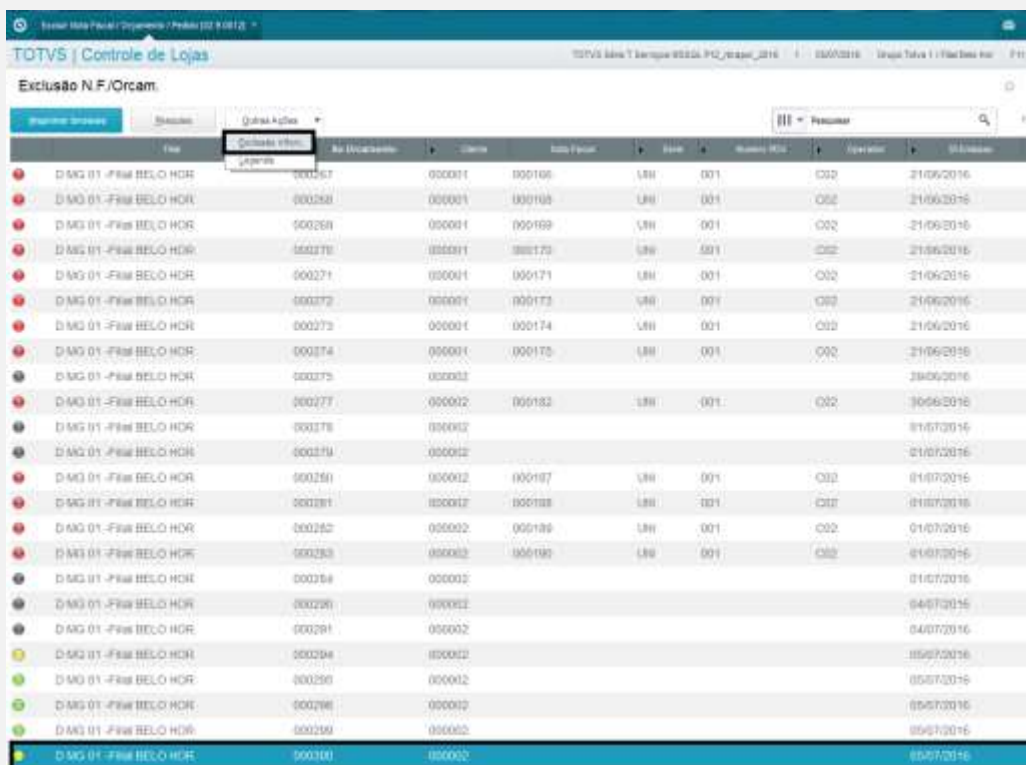 Excluir Nota Fiscal / Orçamento / Pedido
TOTVS | Controle de Lojas
Exclusão N.F./Orcam.
Outras Ações Pesquisar
Legenda
Filial No Orcamento Cliente Nota Fiscal Serie Numero PDV Operador
D MG 01 -Filial BELO HOR 000267 000001 UNI 001 C02 21/06/2016
D MG 01 -Filial BELO HOR 000268 000001 000168 UNI 001 C02 21/06/2016
D MG 01 -Filial BELO HOR 000269 000001 000169 UNI 001 C02 21/06/2016
D MG 01 -Filial BELO HOR 000270 000001 000170 UNI 001 C02 21/06/2016
D MG 01 -Filial BELO HOR 000271 000001 000171 UNI 001 C02 21/06/2016
D MG 01 -Filial BELO HOR 000272 000001 000173 UNI 001 C02 21/06/2016
D MG 01 -Filial BELO HOR 000273 000001 000174 UNI 001 C02 21/06/2016
D MG 01 -Filial BELO HOR 000274 000001 000175 UNI 001 C02 21/06/2016
D MG 01 -Filial BELO HOR 000275 000002
D MG 01 -Filial BELO HOR 000277 000002 000182 UNI 001 C02 30/06/2016
D MG 01 -Filial BELO HOR 000278 000002 01/07/2016
D MG 01 -Filial BELO HOR 000279 000002 01/07/2016
D MG 01 -Filial BELO HOR 000280 000002 000187 UNI 001 C02 01/07/2016
D MG 01 -Filial BELO HOR 000281 000002 000188 UNI 001 C02 01/07/2016
D MG 01 -Filial BELO HOR 000282 000002 000189 UNI 001 C02 01/07/2016
D MG 01 -Filial BELO HOR 000283 000002 000190 UNI 001 C02 01/07/2016
D MG 01 -Filial BELO HOR 000284 000002 01/07/2016
D MG 01 -Filial BELO HOR 000002 04/07/2016
D MG 01 -Filial BELO HOR 000291 000002 04/07/2016
D MG 01 -Filial BELO HOR 000294 000002 05/07/2016
D MG 01 -Filial BELO HOR 000002 05/07/2016
D MG 01 -Filial BELO HOR 000298 000002 05/07/2016
D MG 01 -Filial BELO HOR 000299 000002 05/07/2016
D MG 01 -Filial BELO HOR 000300 000002 05/07/2016